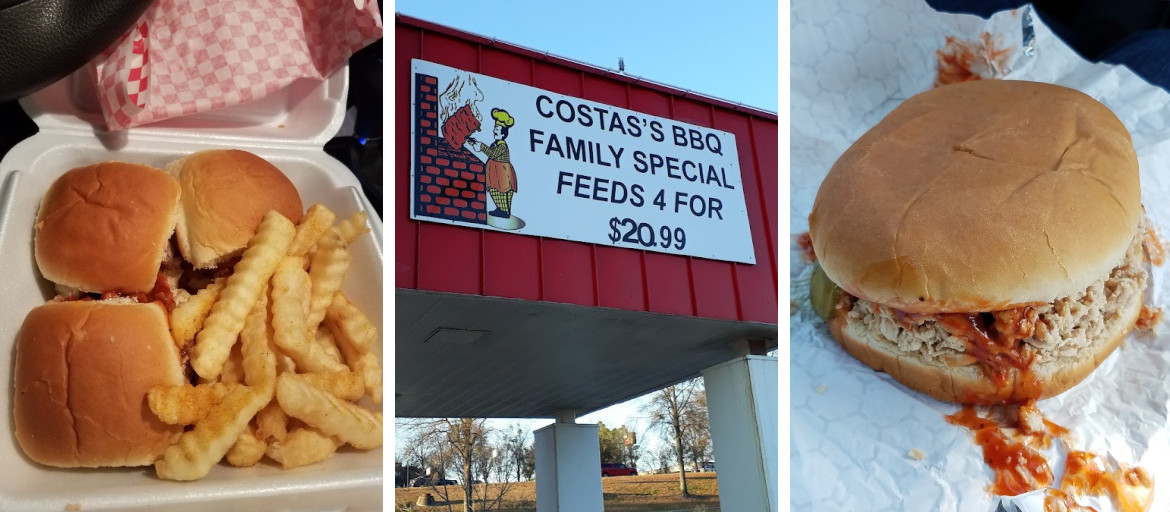 COSTAS'S BBQ
FAMILY SPECIAL
FEEDS 4 FOR
$20.99